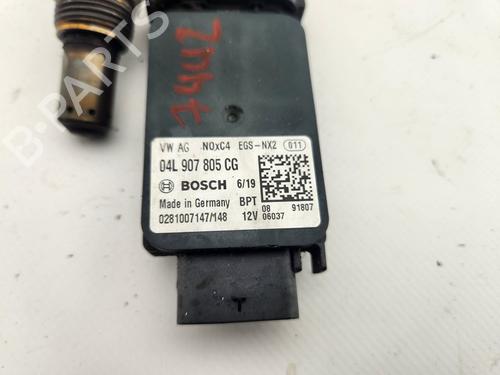 7442
VW AG NOxC4 EGS-NX2 011
04L 907 805 CG
BOSCH 6/19
Made in Germany BPT 08 91807
0281007147/148 12V 06037
B-PARTS